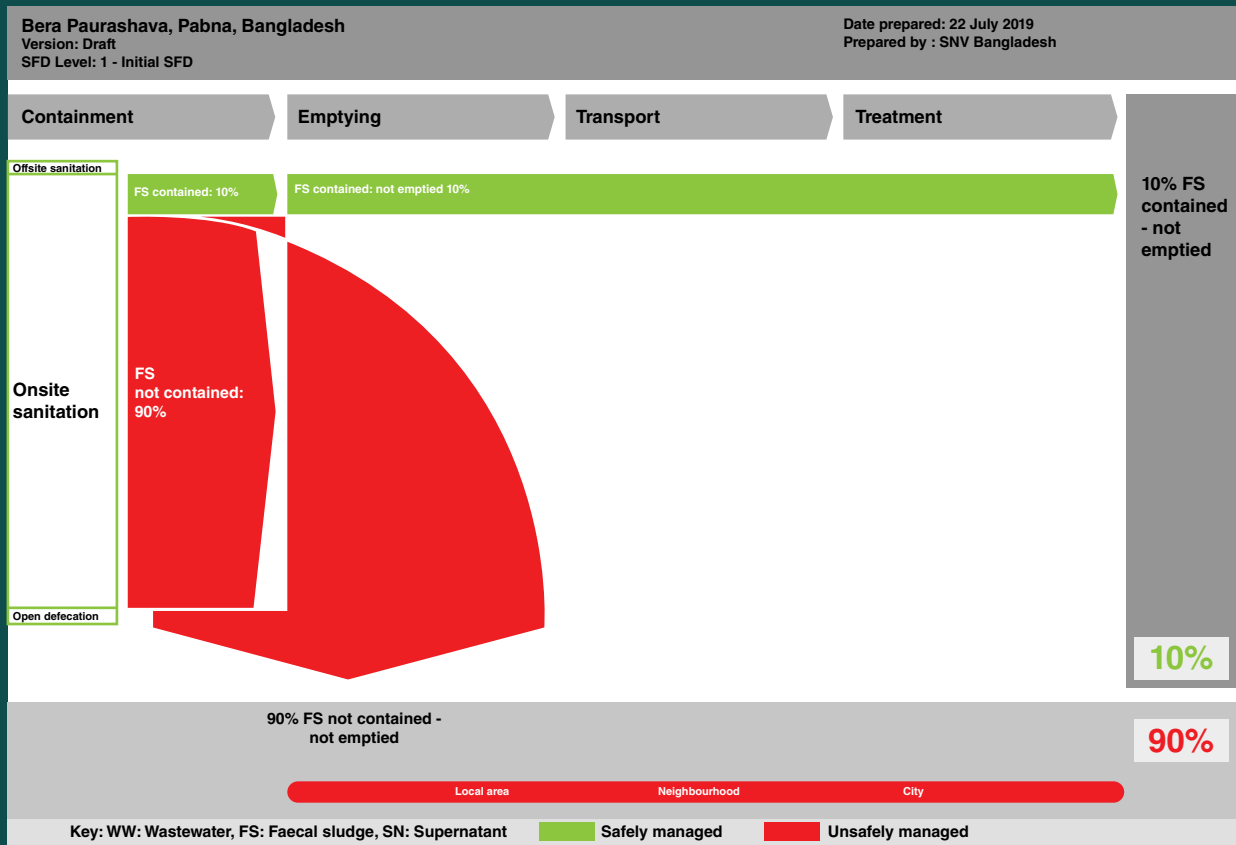 Bera Paurashava, Pabna, Bangladesh
Version: Draft
SFD Level: 1 - Initial SFD
Date prepared: 22 July 2019
Prepared by : SNV Bangladesh
Containment
Emptying
Transport
Treatment
Offsite sanitation
FS contained: 10%
FS contained: not emptied 10%
10% FS
contained
- not
emptied
Onsite
sanitation
FS
not contained:
90%
Open defecation
10%
90% FS not contained -
not emptied
90%
Local area
Neighbourhood
City
Key: WW: Wastewater, FS: Faecal sludge, SN: Supernatant
Safely managed
Unsafely managed